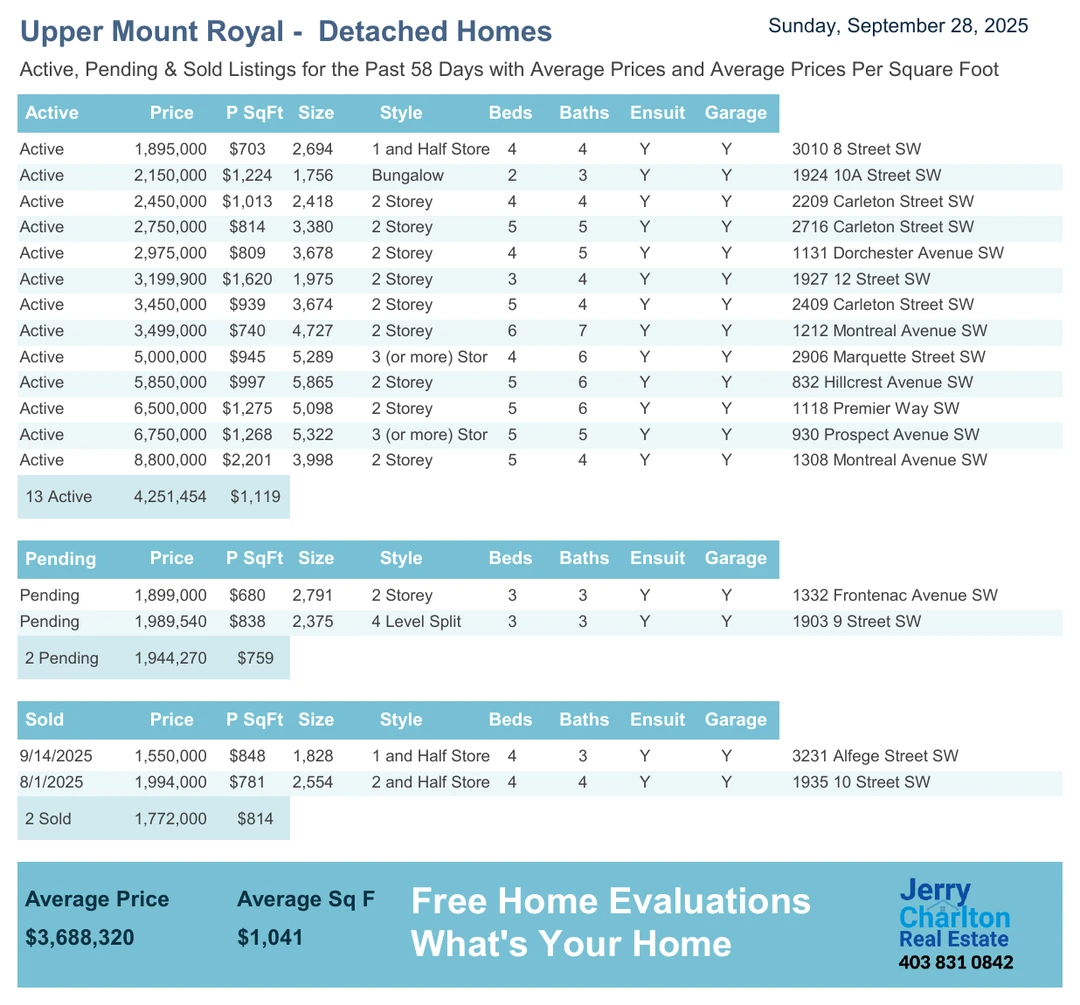 Upper Mount Royal - Detached Homes
Sunday, September 28, 2025
Active, Pending & Sold Listings for the Past 58 Days with Average Prices and Average Prices Per Square Foot
Active Price P SqFt Size Style Beds Baths Ensuit Garage
Active 1,895,000 $703 2,694 1 and Half Store 4 4 Y Y 3010 8 Street SW
Active 2,150,000 $1,224 1,756 Bungalow 2 3 Y Y 1924 10A Street SW
Active 2,450,000 $1,013 2,418 2 Storey 4 4 Y Y 2209 Carleton Street SW
Active 2,750,000 $814 3,380 2 Storey 5 5 Y Y 2716 Carleton Street SW
Active 2,975,000 $809 3,678 2 Storey 4 5 Y Y 1131 Dorchester Avenue SW
Active 3,199,900 $1,620 1,975 2 Storey 3 4 Y Y 1927 12 Street SW
Active 3,450,000 $939 3,674 2 Storey 5 4 Y Y 2409 Carleton Street SW
Active 3,499,000 $740 4,727 2 Storey 6 7 Y Y 1212 Montreal Avenue SW
Active 5,000,000 $945 5,289 3 (or more) Stor 4 6 Y Y 2906 Marquette Street SW
Active 5,850,000 $997 5,865 2 Storey 5 6 Y Y 832 Hillcrest Avenue SW
Active 6,500,000 $1,275 5,098 2 Storey 5 6 Y Y 1118 Premier Way SW
Active 6,750,000 $1,268 5,322 3 (or more) Stor 5 5 Y Y 930 Prospect Avenue SW
Active 8,800,000 $2,201 3,998 2 Storey 5 4 Y Y 1308 Montreal Avenue SW
13 Active 4,251,454 $1,119
Pending Price P SqFt Size Style Beds Baths Ensuit Garage
Pending 1,899,000 $680 2,791 2 Storey 3 3 Y Y 1332 Frontenac Avenue SW
Pending 1,989,540 $838 2,375 4 Level Split 3 3 Y Y 1903 9 Street SW
2 Pending 1,944,270 $759
Sold Price P SqFt Size Style Beds Baths Ensuit Garage
9/14/2025 1,550,000 $848 1,828 1 and Half Store 4 3 Y Y 3231 Alfege Street SW
8/1/2025 1,994,000 $781 2,554 2 and Half Store 4 4 Y Y 1935 10 Street SW
2 Sold 1,772,000 $814
Average Price Average Sq F
$3,688,320 $1,041
Free Home Evaluations
What's Your Home
Jerry
Charlton
Real Estate
403 831 0842